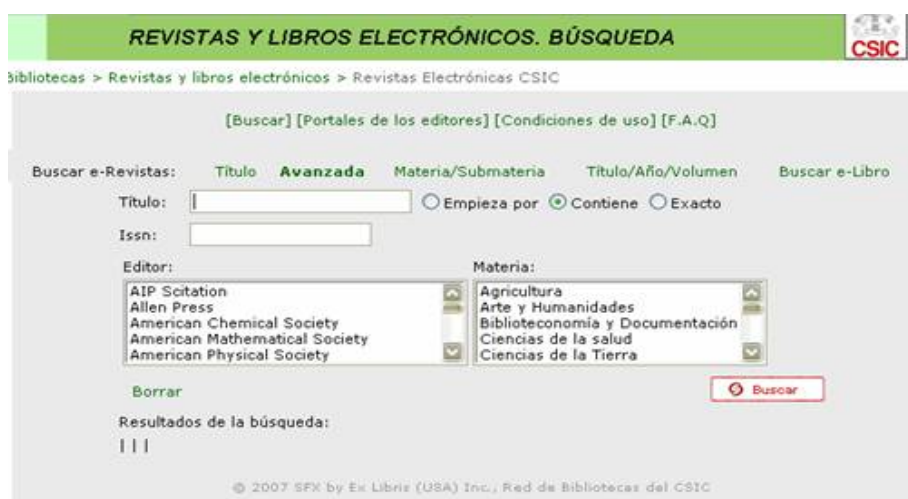 REVISTAS Y LIBROS ELECTRÓNICOS. BÚSQUEDA
CSIC
Bibliotecas > Revistas y libros electrónicos > Revistas Electrónicas CSIC
[Buscar] [Portales de los editores] [Condiciones de uso] [F.A.Q]
Buscar e-Revistas: Título Avanzada Materia/Submateria Título/Año/Volumen Buscar e-Libro
Título: Empieza por Contiene Exacto
Issn:
Editor: Materia:
AIP Scitation Agricultura
Allen Press Arte y Humanidades
American Chemical Society Biblioteconomía y Documentación
American Mathematical Society Ciencias de la salud
American Physical Society Ciencias de la Tierra
Borrar Buscar
Resultados de la búsqueda:
| | |
© 2007 SFX by Ex Libris (USA) Inc., Red de Bibliotecas del CSIC